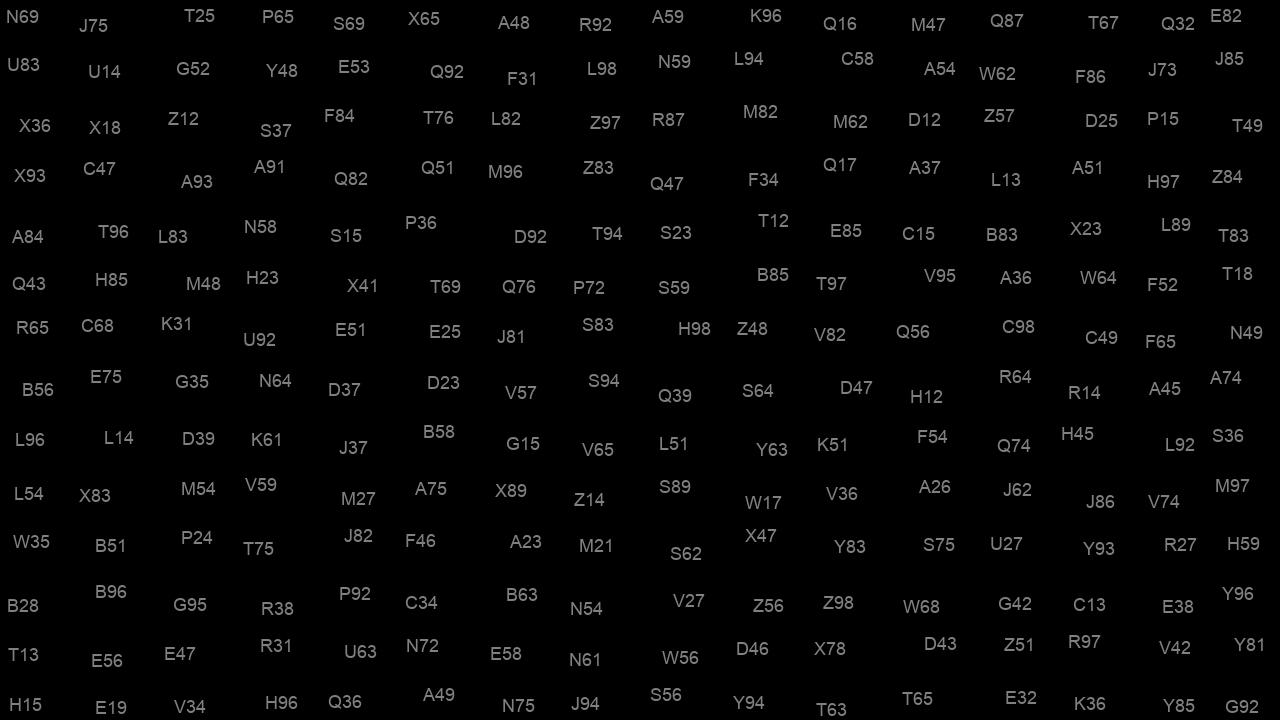 N69 J75 T25 P65 S69 X65 A48 R92 A59 K96 Q16 M47 Q87 T67 Q32 E82
U83 U14 G52 Y48 E53 Q92 F31 L98 N59 L94 C58 A54 W62 F86 J73 J85
X36 X18 Z12 S37 F84 T76 L82 Z97 R87 M82 M62 D12 Z57 D25 P15 T49
X93 C47 A93 A91 Q82 Q51 M96 Z83 Q47 F34 Q17 A37 L13 A51 H97 Z84
A84 T96 L83 N58 S15 P36 D92 T94 S23 T12 E85 C15 B83 X23 L89 T83
Q43 H85 M48 H23 X41 T69 Q76 P72 S59 B85 T97 V95 A36 W64 F52 T18
R65 C68 K31 U92 E51 E25 J81 S83 H98 Z48 V82 Q56 C98 C49 F65 N49
B56 E75 G35 N64 D37 D23 V57 S94 Q39 S64 D47 H12 R64 R14 A45 A74
L96 L14 D39 K61 J37 B58 G15 V65 L51 Y63 K51 F54 Q74 H45 L92 S36
L54 X83 M54 V59 M27 A75 X89 Z14 S89 W17 V36 A26 J62 J86 V74 M97
W35 B51 P24 T75 J82 F46 A23 M21 S62 X47 Y83 S75 U27 Y93 R27 H59
B28 B96 G95 R38 P92 C34 B63 N54 V27 Z56 Z98 W68 G42 C13 E38 Y96
T13 E56 E47 R31 U63 N72 E58 N61 W56 D46 X78 D43 Z51 R97 V42 Y81
H15 E19 V34 H96 Q36 A49 N75 J94 S56 Y94 T63 T65 E32 K36 Y85 G92